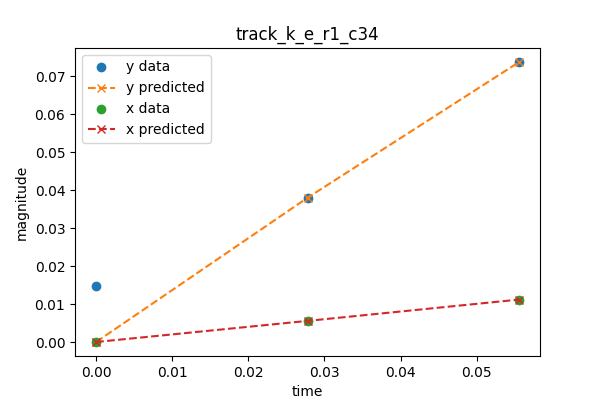 track_k_e_r1_c34
y data
y predicted
x data
x predicted
magnitude
0.07
0.06
0.05
0.04
0.03
0.02
0.01
0.00
0.00 0.01 0.02 0.03 0.04 0.05
time